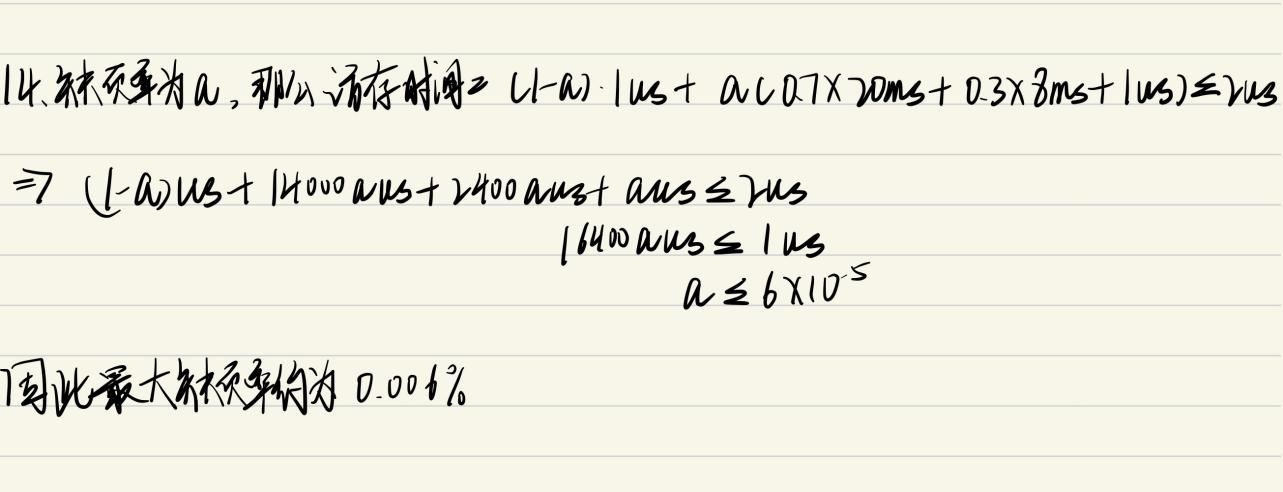 14. 缺页率为a, 那么访存时间= (1-a)·1us + a(0.7×20ms + 0.3×8ms + 1us) ≤ 2us
⇒ (1-a)us + 14000aus + 2400aus + aus ≤ 2us
16400aus ≤ 1us
a ≤ 6×10⁻⁵
因此最大缺页率约为 0.006%